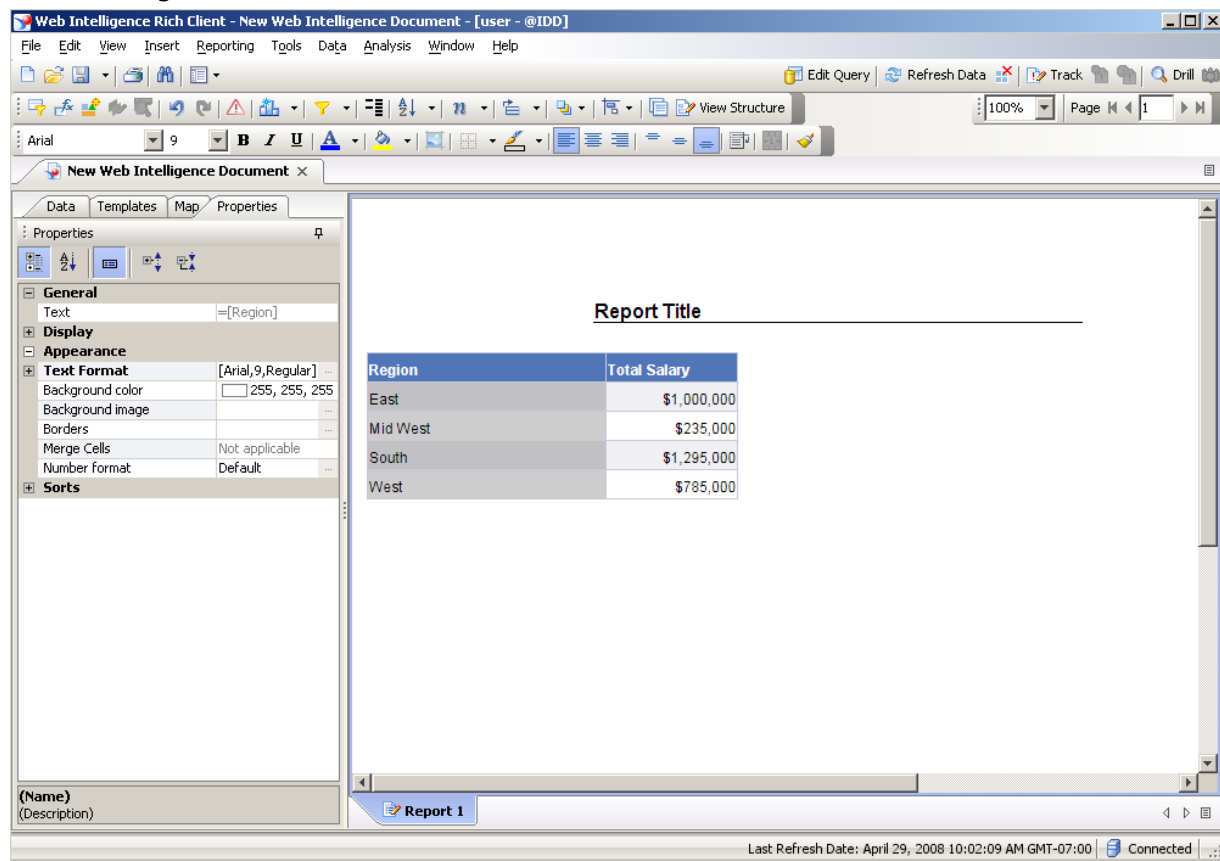 Web Intelligence Rich Client - New Web Intelligence Document - [user - @IDD]
File Edit View Insert Reporting Tools Data Analysis Window Help
Edit Query Refresh Data Track Drill
View Structure 100% Page 1
Arial 9 B I U A
New Web Intelligence Document
Data Templates Map Properties
Properties
General
Text =[Region]
Display
Appearance
Text Format [Arial,9,Regular] ...
Background color 255, 255, 255
Background image ...
Borders ...
Merge Cells Not applicable
Number format Default ...
Sorts
(Name)
(Description)
Report Title
Region Total Salary
East $1,000,000
Mid West $235,000
South $1,295,000
West $785,000
Report 1
Last Refresh Date: April 29, 2008 10:02:09 AM GMT-07:00 Connected